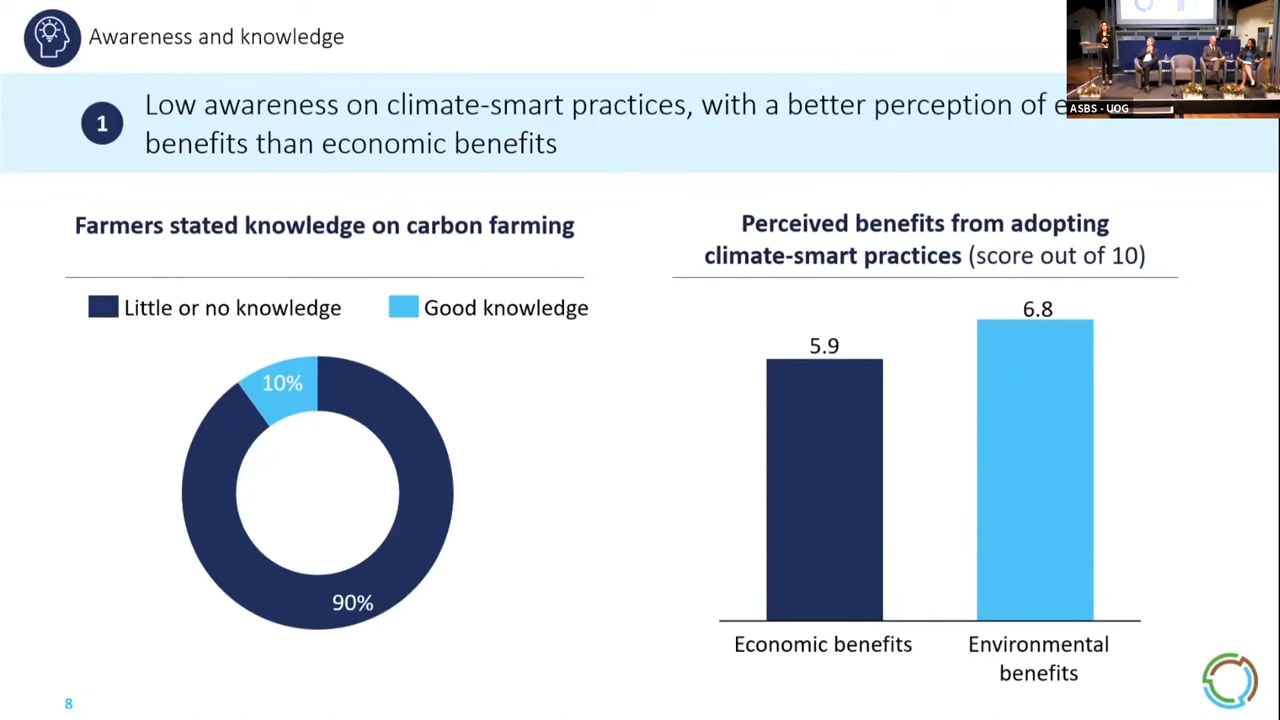 Awareness and knowledge
ASBS - UOG
1
Low awareness on climate-smart practices, with a better perception of
benefits than economic benefits
Farmers stated knowledge on carbon farming
Little or no knowledge
Good knowledge
10%
90%
Perceived benefits from adopting
climate-smart practices (score out of 10)
5.9
6.8
Economic benefits
Environmental
benefits
8